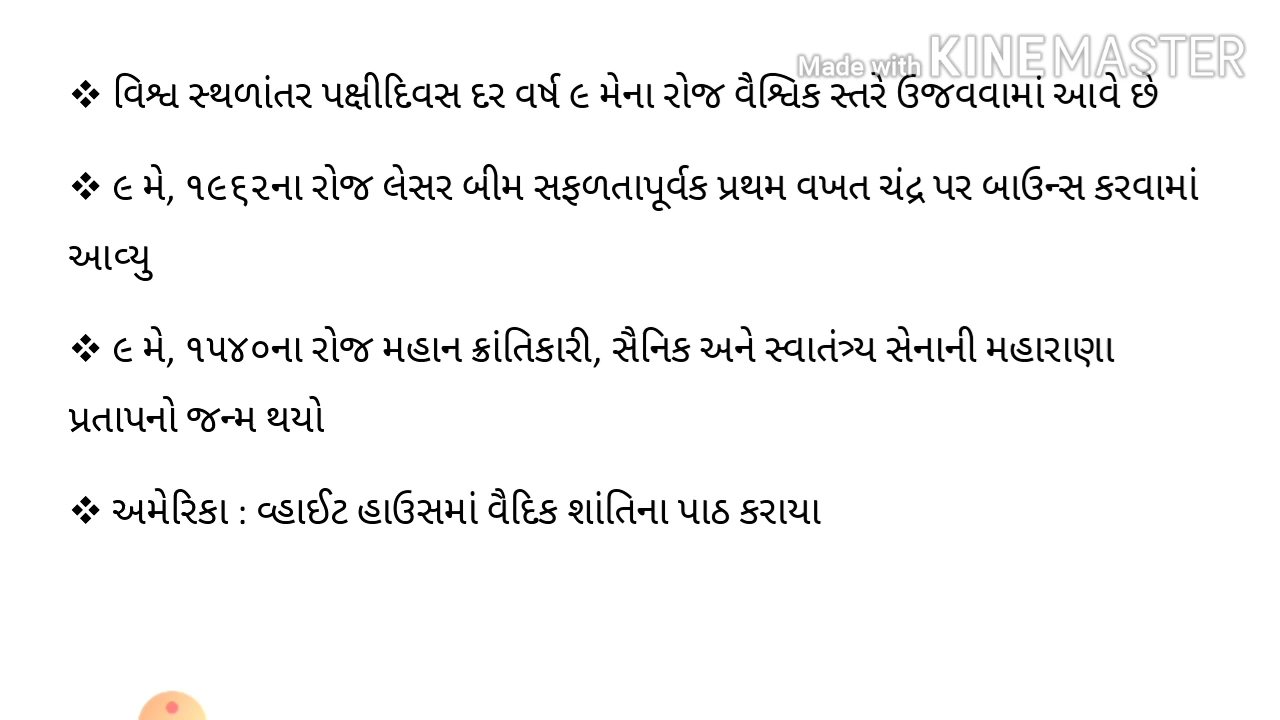 Made with KINEMASTER
❖ વિશ્વ સ્થળાંતર પક્ષીદિવસ દર વર્ષ ૯ મેના રોજ વૈશ્વિક સ્તરે ઉજવવામાં આવે છે
❖ ૯ મે, ૧૯૬૨ના રોજ લેસર બીમ સફળતાપૂર્વક પ્રથમ વખત ચંદ્ર પર બાઉન્સ કરવામાં
આવ્યુ
❖ ૯ મે, ૧૫૪૦ના રોજ મહાન ક્રાંતિકારી, સૈનિક અને સ્વાતંત્ર્ય સેનાની મહારાણા
પ્રતાપનો જન્મ થયો
❖ અમેરિકા : વ્હાઈટ હાઉસમાં વૈદિક શાંતિના પાઠ કરાયા